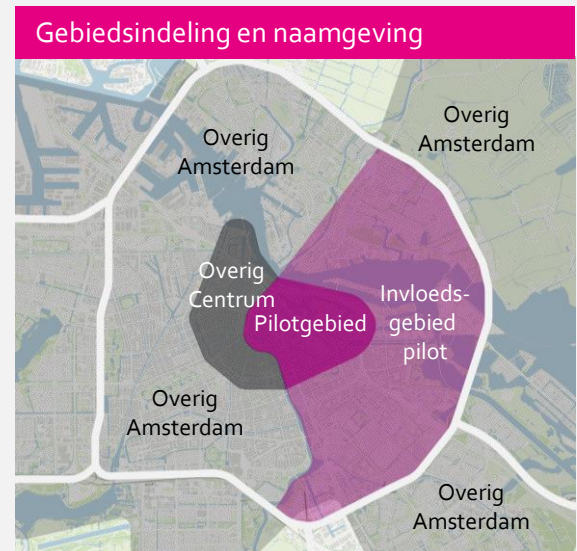 Gebiedsindeling en naamgeving
Overig
Amsterdam
Overig
Amsterdam
Overig
Centrum
Pilotgebied
Invloeds-
gebied
pilot
Overig
Amsterdam
Overig
Amsterdam